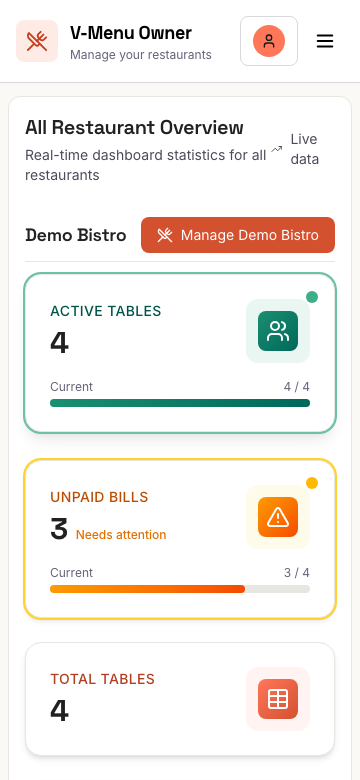 V-Menu Owner
Manage your restaurants
All Restaurant Overview
Real-time dashboard statistics for all
restaurants
Live
data
Demo Bistro
Manage Demo Bistro
ACTIVE TABLES
4
Current
4 / 4
UNPAID BILLS
3 Needs attention
Current
3 / 4
TOTAL TABLES
4